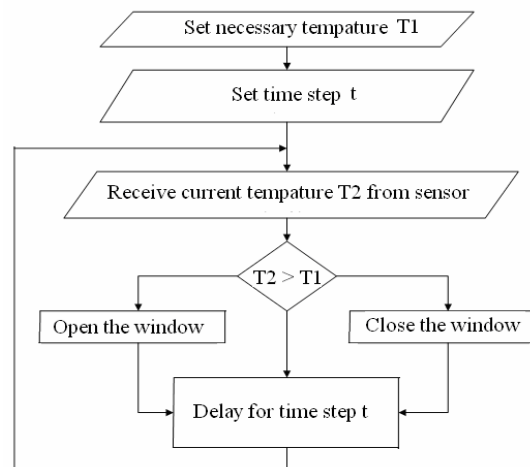 Set necessary tempature T1
Set time step t
Receive current tempature T2 from sensor
T2 > T1
Open the window
Close the window
Delay for time step t